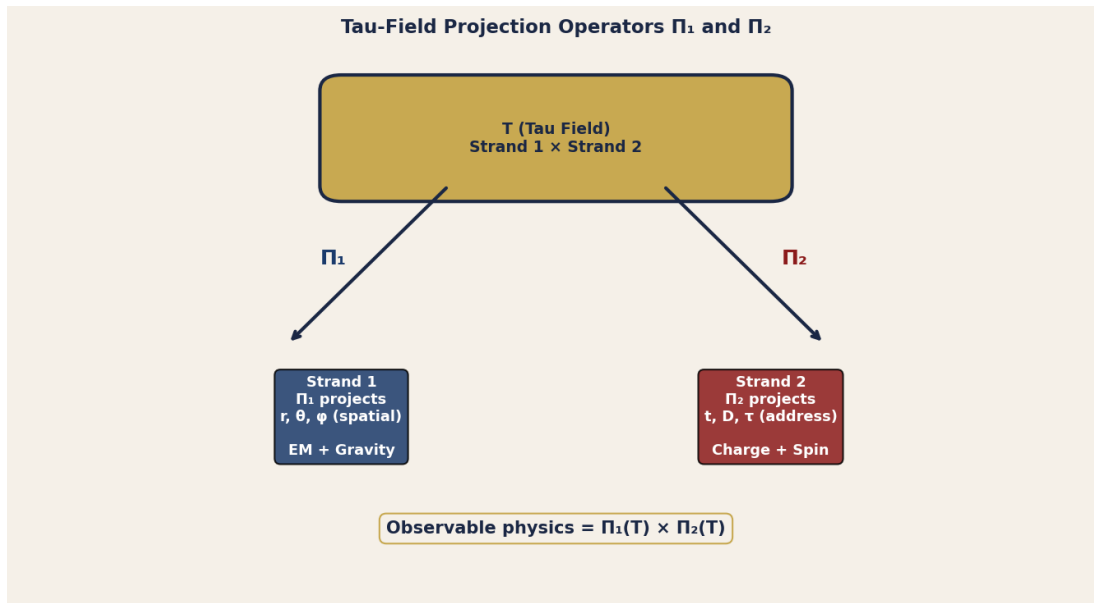 Tau-Field Projection Operators Π₁ and Π₂
T (Tau Field)
Strand 1 × Strand 2
Π₁
Π₂
Strand 1
Π₁ projects
r, θ, φ (spatial)
EM + Gravity
Strand 2
Π₂ projects
t, D, τ (address)
Charge + Spin
Observable physics = Π₁(T) × Π₂(T)